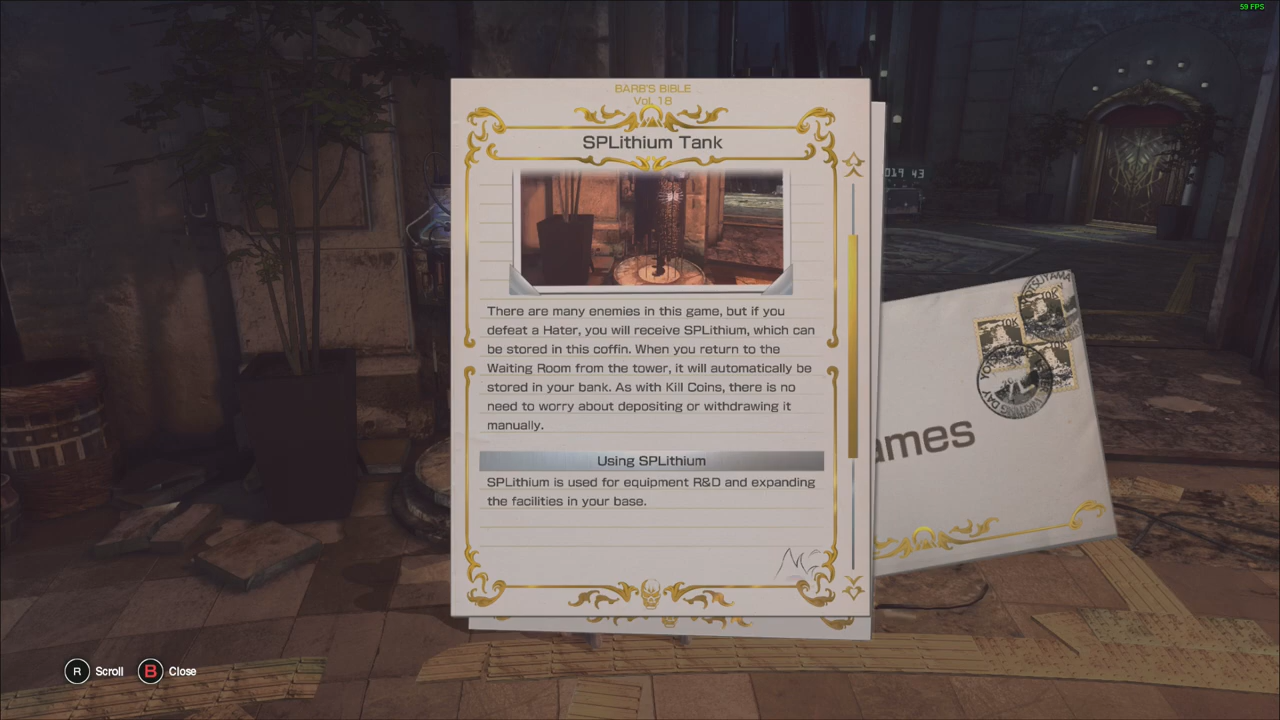 59 FPS
BARB'S BIBLE
Vol. 18
SPLithium Tank
019 43
There are many enemies in this game, but if you
defeat a Hater, you will receive SPLithium, which can
be stored in this coffin. When you return to the
Waiting Room from the tower, it will automatically be
stored in your bank. As with Kill Coins, there is no
need to worry about depositing or withdrawing it
manually.
Using SPLithium
SPLithium is used for equipment R&D and expanding
the facilities in your base.
ames
R Scroll B Close